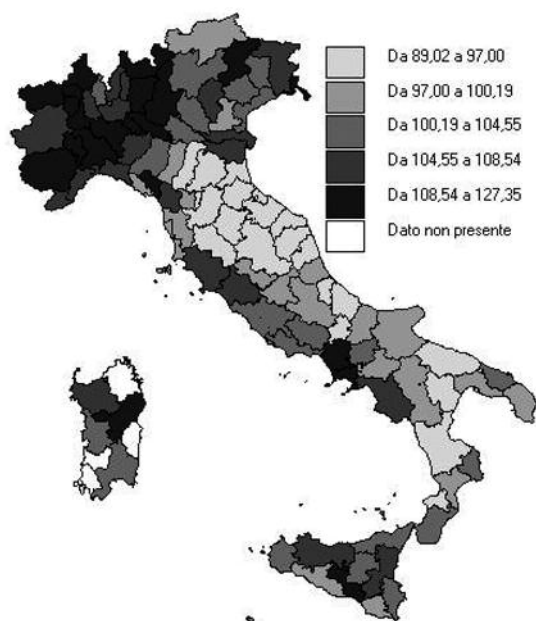 Da 89,02 a 97,00
Da 97,00 a 100,19
Da 100,19 a 104,55
Da 104,55 a 108,54
Da 108,54 a 127,35
Dato non presente